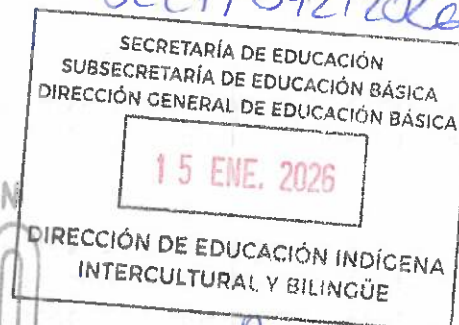 SECRETARÍA DE EDUCACIÓN
SUBSECRETARÍA DE EDUCACIÓN BÁSICA
DIRECCIÓN GENERAL DE EDUCACIÓN BÁSICA
15 ENE. 2026
DIRECCIÓN DE EDUCACIÓN INDÍGENA
INTERCULTURAL Y BILINGÜE